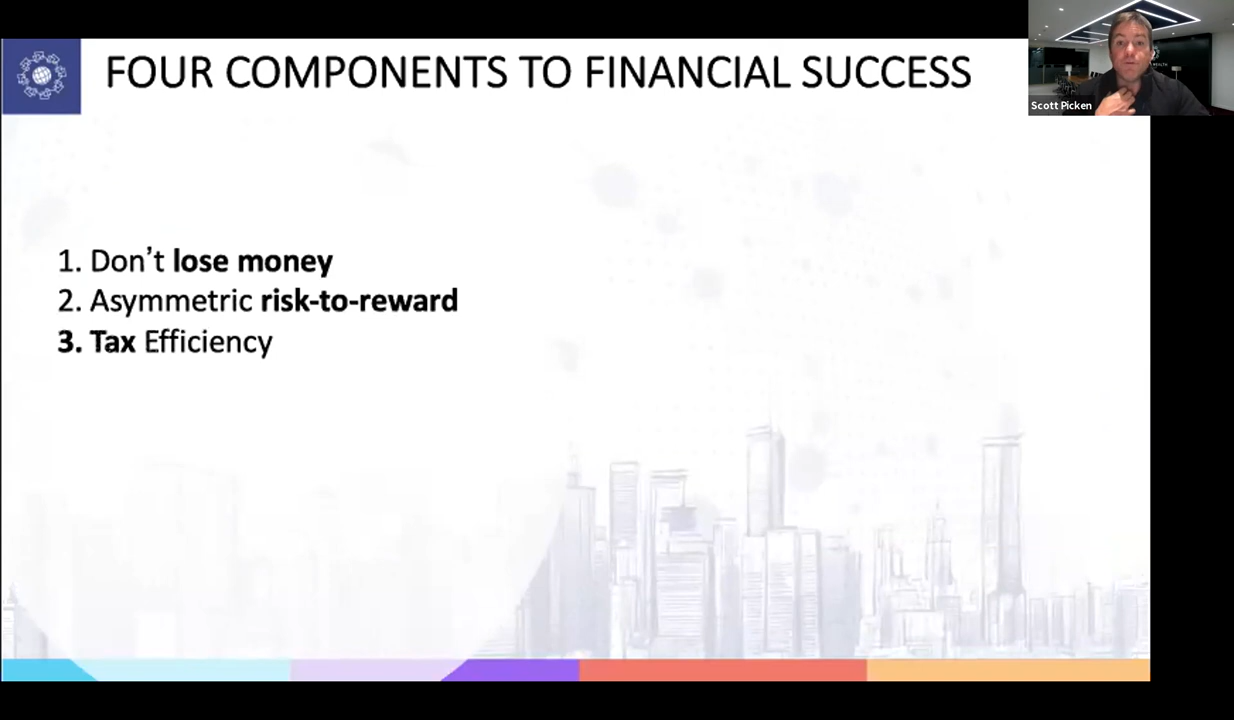 FOUR COMPONENTS TO FINANCIAL SUCCESS
Scott Picken
1. Don't lose money
2. Asymmetric risk-to-reward
3. Tax Efficiency